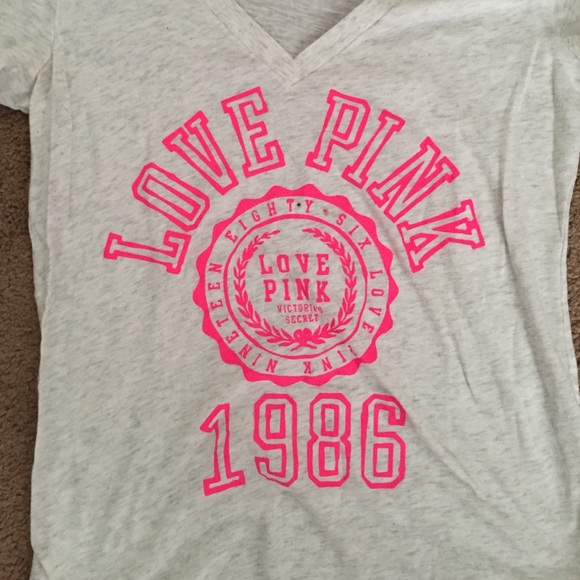 LOVE PINK
NINETEEN EIGHTY·SIX LOVE PINK
LOVE
PINK
VICTORIA
SECRET
1986